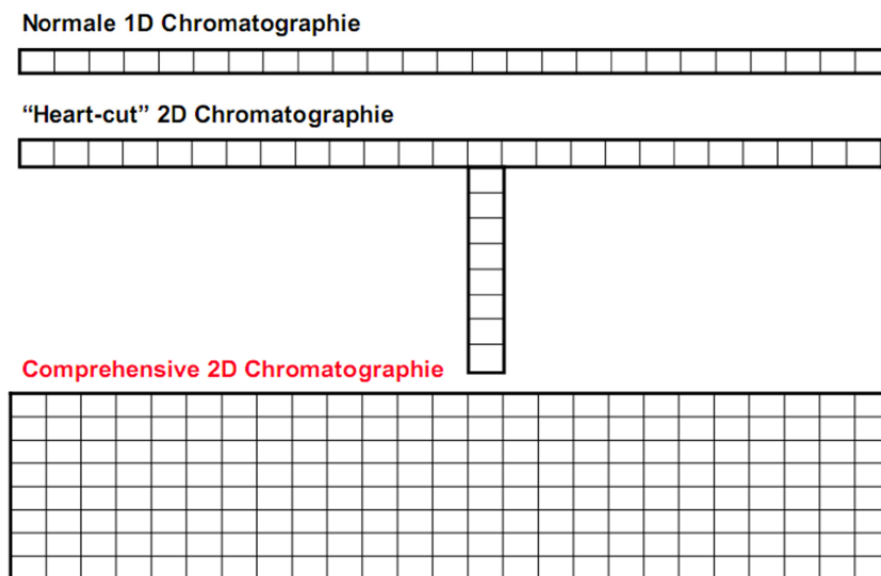 Normale 1D Chromatographie
“Heart-cut” 2D Chromatographie
Comprehensive 2D Chromatographie